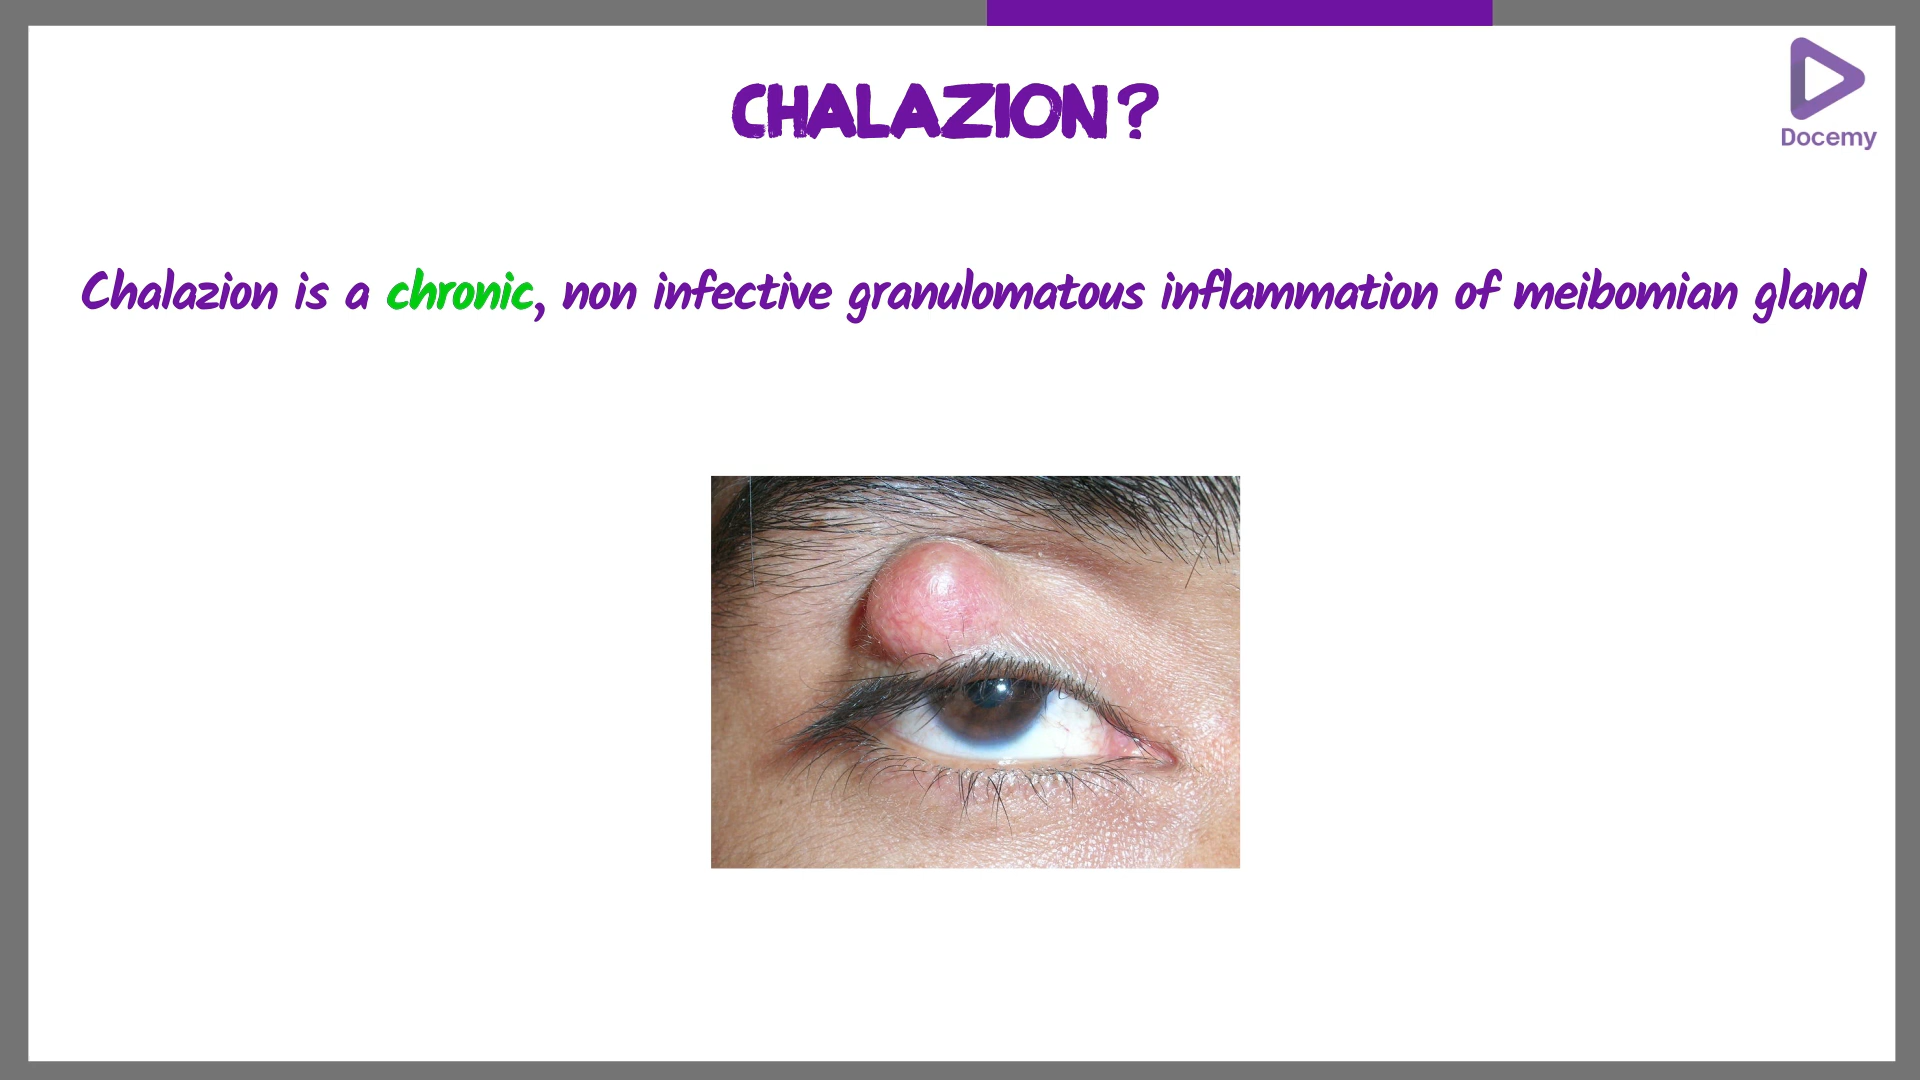 CHALAZION?
Docemy
Chalazion is a chronic, non infective granulomatous inflammation of meibomian gland